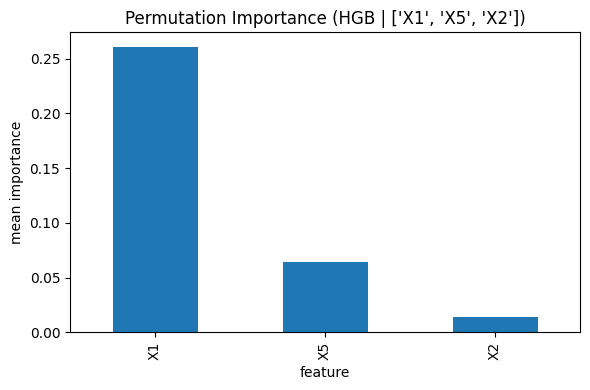 Permutation Importance (HGB | ['X1', 'X5', 'X2'])
mean importance
0.25
0.20
0.15
0.10
0.05
0.00
X1
X5
X2
feature